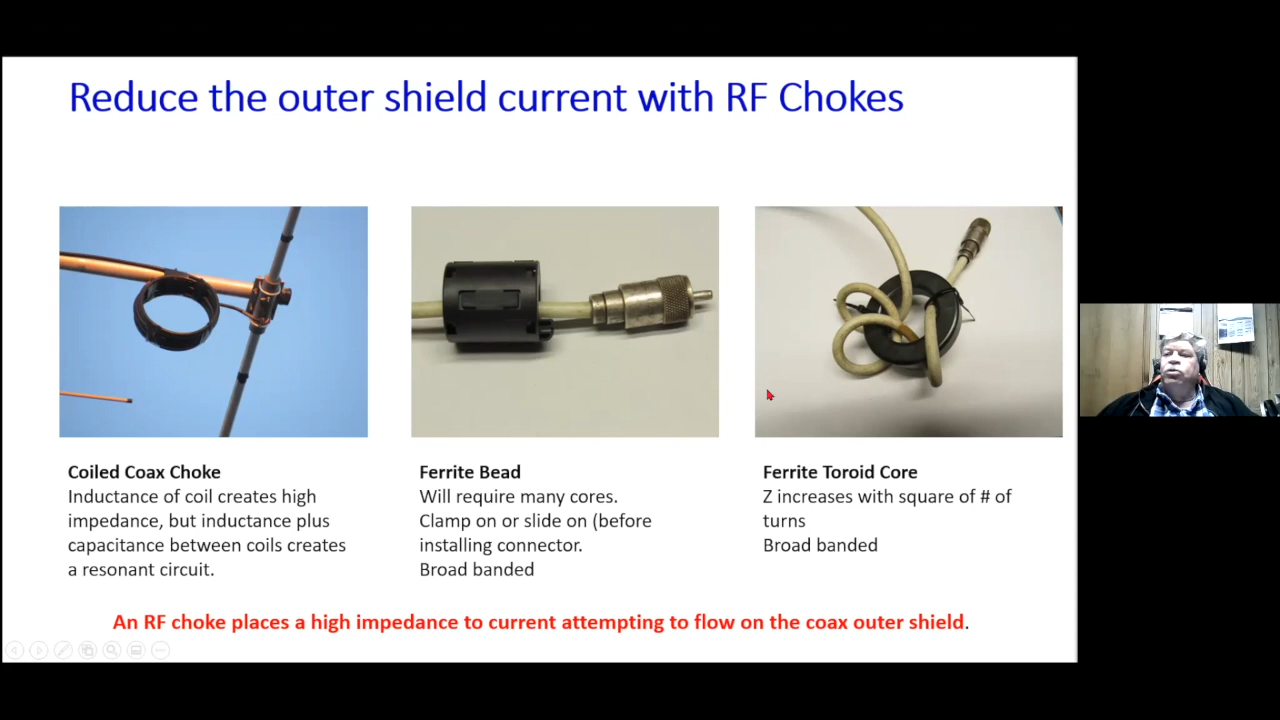 Reduce the outer shield current with RF Chokes
Coiled Coax Choke
Inductance of coil creates high
impedance, but inductance plus
capacitance between coils creates
a resonant circuit.
Ferrite Bead
Will require many cores.
Clamp on or slide on (before
installing connector.
Broad banded
Ferrite Toroid Core
Z increases with square of # of
turns
Broad banded
An RF choke places a high impedance to current attempting to flow on the coax outer shield.